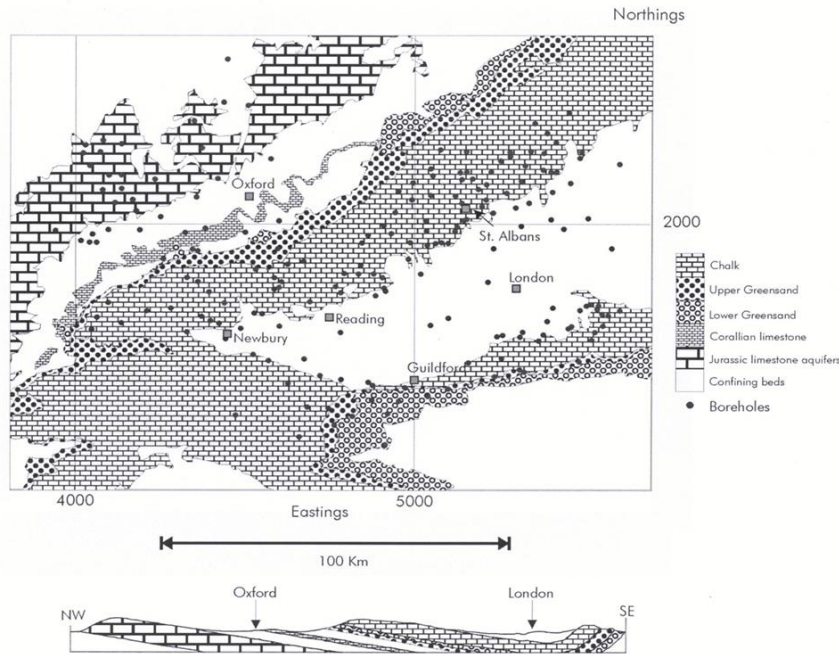 Northings
Oxford
2000
St. Albans
London
Reading
Newbury
Guildford
Chalk
Upper Greensand
Lower Greensand
Corallian limestone
Jurassic limestone aquifers
Confining beds
Boreholes
4000
5000
Eastings
100 Km
Oxford
London
NW
SE